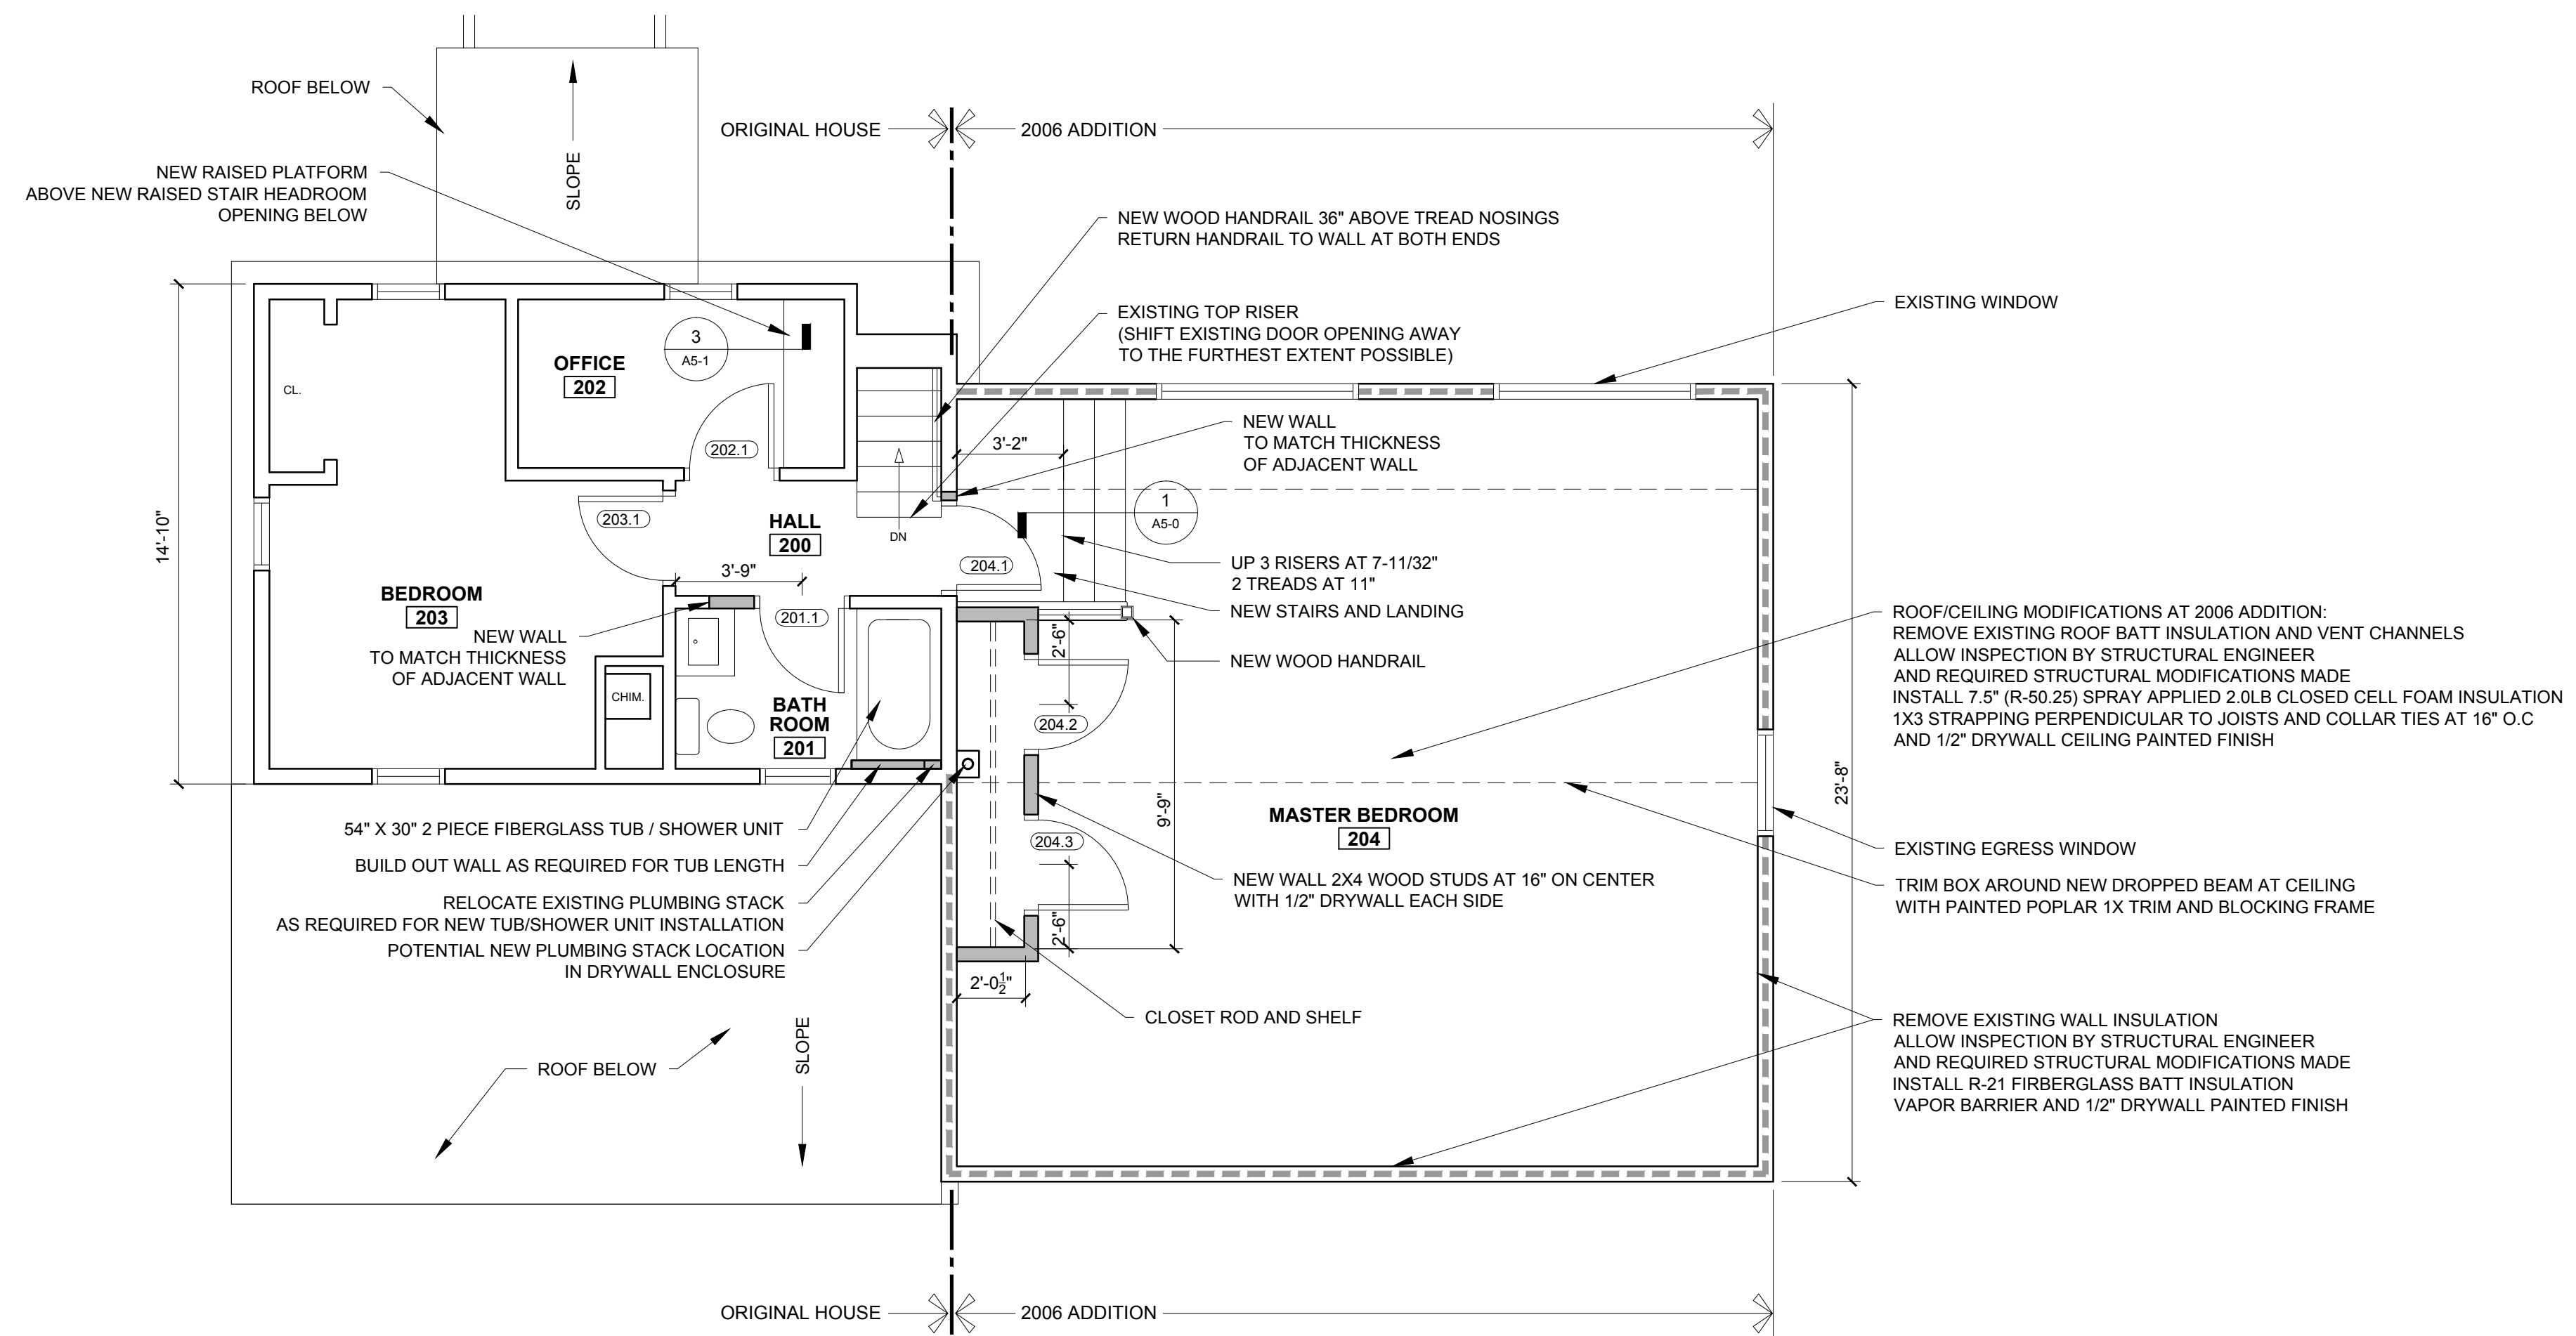 ROOF BELOW
ORIGINAL HOUSE
2006 ADDITION
SLOPE
NEW RAISED PLATFORM
ABOVE NEW RAISED STAIR HEADROOM
OPENING BELOW
NEW WOOD HANDRAIL 36" ABOVE TREAD NOSINGS
RETURN HANDRAIL TO WALL AT BOTH ENDS
EXISTING TOP RISER
(SHIFT EXISTING DOOR OPENING AWAY
TO THE FURTHEST EXTENT POSSIBLE)
EXISTING WINDOW
3
A5-1
OFFICE
202
CL.
202.1
NEW WALL
TO MATCH THICKNESS
OF ADJACENT WALL
3'-2"
1
A5-0
203.1
HALL
200
DN
14'-10"
204.1
UP 3 RISERS AT 7-11/32"
2 TREADS AT 11"
3'-9"
BEDROOM
203
201.1
NEW STAIRS AND LANDING
NEW WALL
TO MATCH THICKNESS
OF ADJACENT WALL
2'-6"
NEW WOOD HANDRAIL
ROOF/CEILING MODIFICATIONS AT 2006 ADDITION:
REMOVE EXISTING ROOF BATT INSULATION AND VENT CHANNELS
ALLOW INSPECTION BY STRUCTURAL ENGINEER
AND REQUIRED STRUCTURAL MODIFICATIONS MADE
INSTALL 7.5" (R-50.25) SPRAY APPLIED 2.0LB CLOSED CELL FOAM INSULATION
1X3 STRAPPING PERPENDICULAR TO JOISTS AND COLLAR TIES AT 16" O.C
AND 1/2" DRYWALL CEILING PAINTED FINISH
CHIM.
BATH
ROOM
201
204.2
23'-8"
9'-9"
MASTER BEDROOM
204
54" X 30" 2 PIECE FIBERGLASS TUB / SHOWER UNIT
204.3
BUILD OUT WALL AS REQUIRED FOR TUB LENGTH
EXISTING EGRESS WINDOW
NEW WALL 2X4 WOOD STUDS AT 16" ON CENTER
WITH 1/2" DRYWALL EACH SIDE
TRIM BOX AROUND NEW DROPPED BEAM AT CEILING
WITH PAINTED POPLAR 1X TRIM AND BLOCKING FRAME
RELOCATE EXISTING PLUMBING STACK
AS REQUIRED FOR NEW TUB/SHOWER UNIT INSTALLATION
2'-6"
POTENTIAL NEW PLUMBING STACK LOCATION
IN DRYWALL ENCLOSURE
2'-0 1/2"
CLOSET ROD AND SHELF
REMOVE EXISTING WALL INSULATION
ALLOW INSPECTION BY STRUCTURAL ENGINEER
AND REQUIRED STRUCTURAL MODIFICATIONS MADE
INSTALL R-21 FIRBERGLASS BATT INSULATION
VAPOR BARRIER AND 1/2" DRYWALL PAINTED FINISH
SLOPE
ROOF BELOW
ORIGINAL HOUSE
2006 ADDITION